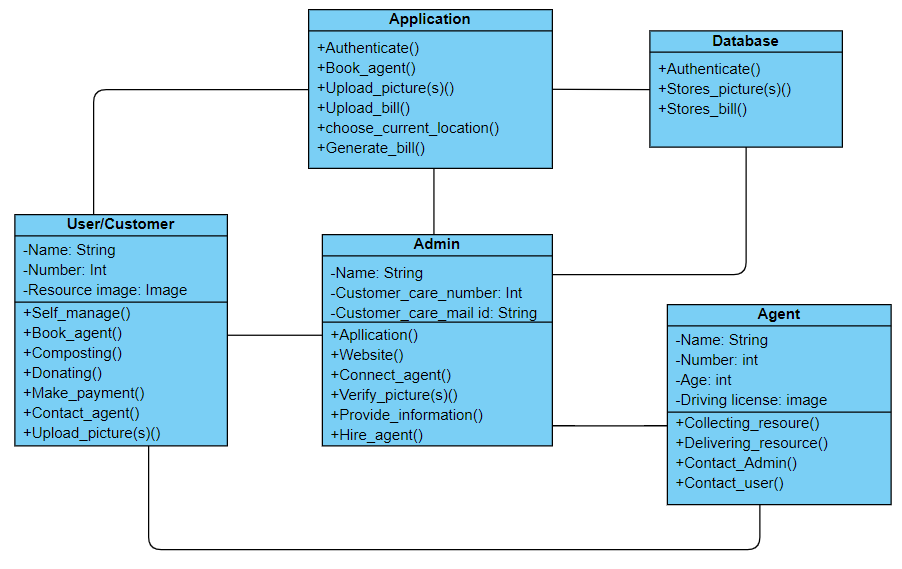 Application
+Authenticate()
+Book_agent()
+Upload_picture(s)()
+Upload_bill()
+choose_current_location()
+Generate_bill()
Database
+Authenticate()
+Stores_picture(s)()
+Stores_bill()
User/Customer
-Name: String
-Number: Int
-Resource image: Image
+Self_manage()
+Book_agent()
+Composting()
+Donating()
+Make_payment()
+Contact_agent()
+Upload_picture(s)()
Admin
-Name: String
-Customer_care_number: Int
-Customer_care_mail id: String
+Apllication()
+Website()
+Connect_agent()
+Verify_picture(s)()
+Provide_information()
+Hire_agent()
Agent
-Name: String
-Number: int
-Age: int
-Driving license: image
+Collecting_resoure()
+Delivering_resource()
+Contact_Admin()
+Contact_user()